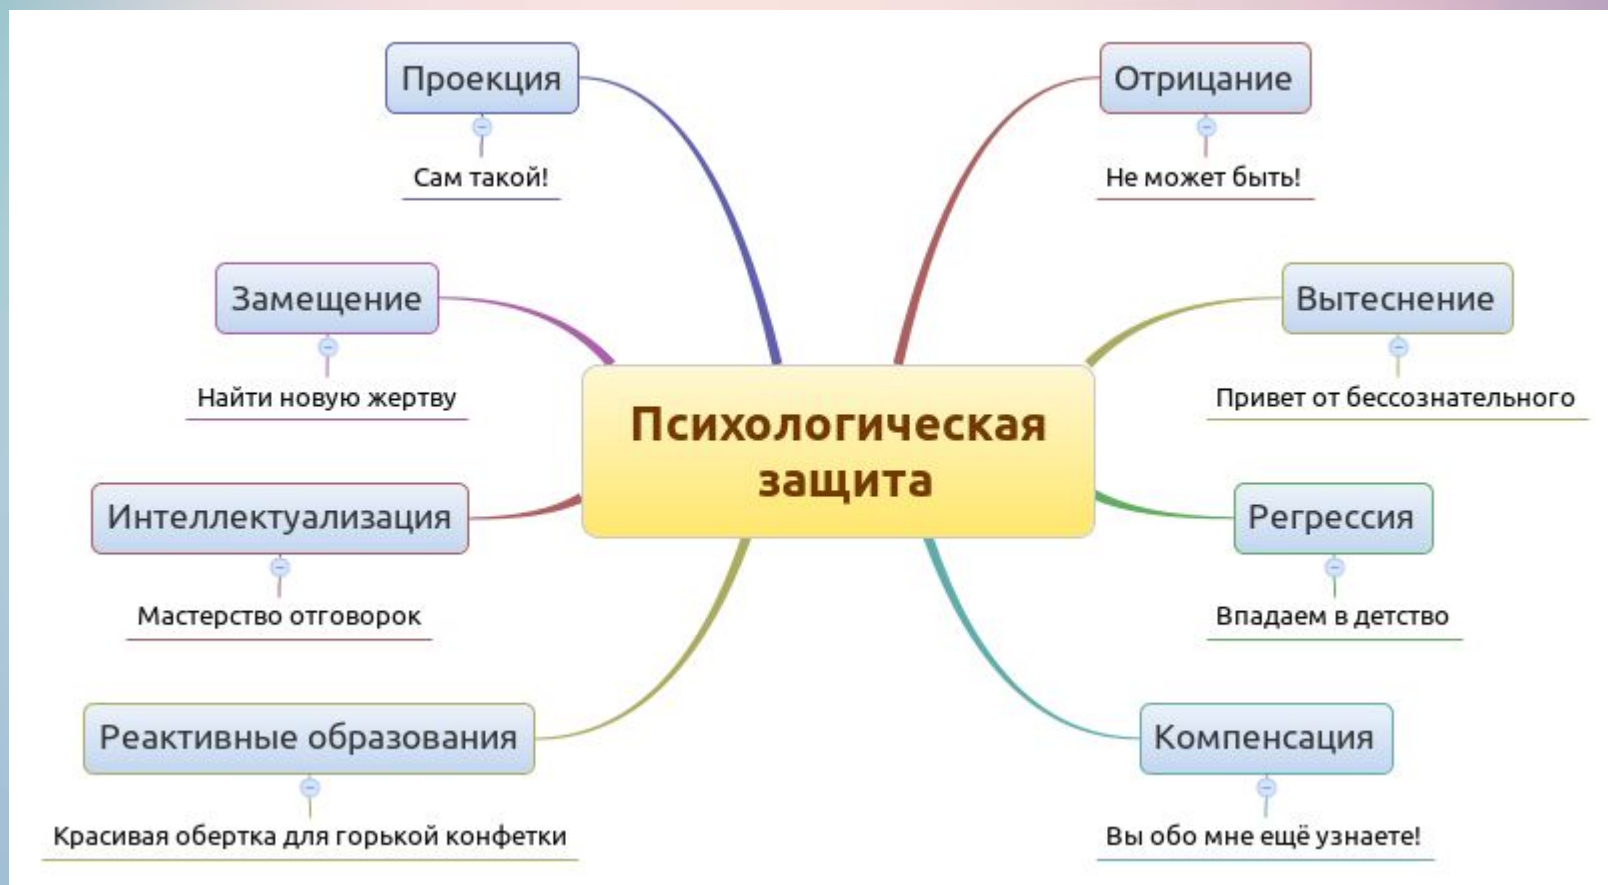 Проекция
Сам такой!
Отрицание
Не может быть!
Замещение
Найти новую жертву
Вытеснение
Привет от бессознательного
Психологическая
защита
Интеллектуализация
Мастерство отговорок
Регрессия
Впадаем в детство
Реактивные образования
Красивая обертка для горькой конфетки
Компенсация
Вы обо мне ещё узнаете!